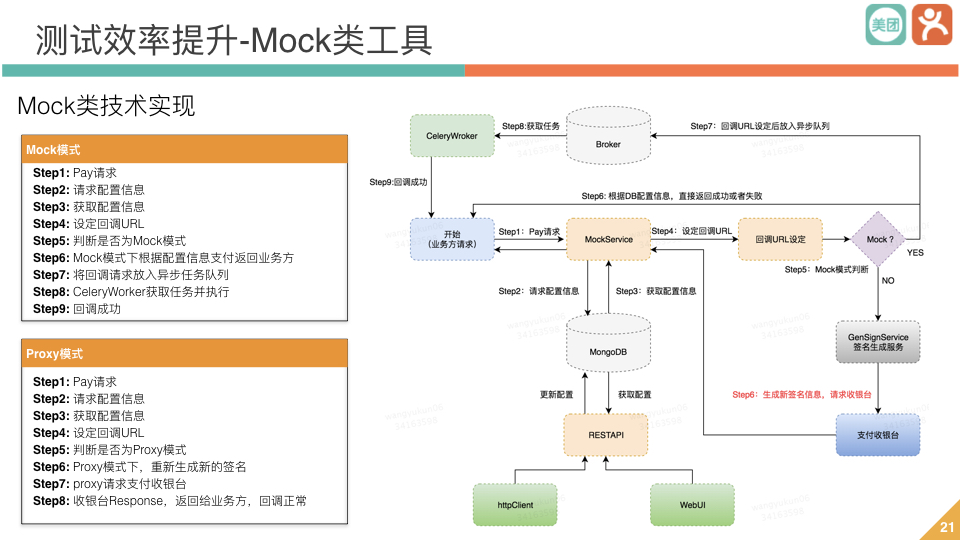 测试效率提升-Mock类工具
美团
Mock类技术实现
Mock模式
Step1: Pay请求
Step2: 请求配置信息
Step3: 获取配置信息
Step4: 设定回调URL
Step5: 判断是否为Mock模式
Step6: Mock模式下根据配置信息支付返回业务方
Step7: 将回调请求放入异步任务队列
Step8: CeleryWorker获取任务并执行
Step9: 回调成功
Proxy模式
Step1: Pay请求
Step2: 请求配置信息
Step3: 获取配置信息
Step4: 设定回调URL
Step5: 判断是否为Proxy模式
Step6: Proxy模式下，重新生成新的签名
Step7: proxy请求支付收银台
Step8: 收银台Response，返回给业务方，回调正常
CeleryWroker
Step8:获取任务
Broker
Step7：回调URL设定后放入异步队列
Step9:回调成功
Step6: 根据DB配置信息，直接返回成功或者失败
开始
（业务方请求）
Step1：Pay请求
MockService
Step4：设定回调URL
回调URL设定
Mock？
YES
Step5：Mock模式判断
NO
Step2：请求配置信息
Step3：获取配置信息
MongoDB
GenSignService
签名生成服务
更新配置
获取配置
Step6：生成新签名信息，请求收银台
RESTAPI
支付收银台
httpClient
WebUI
21